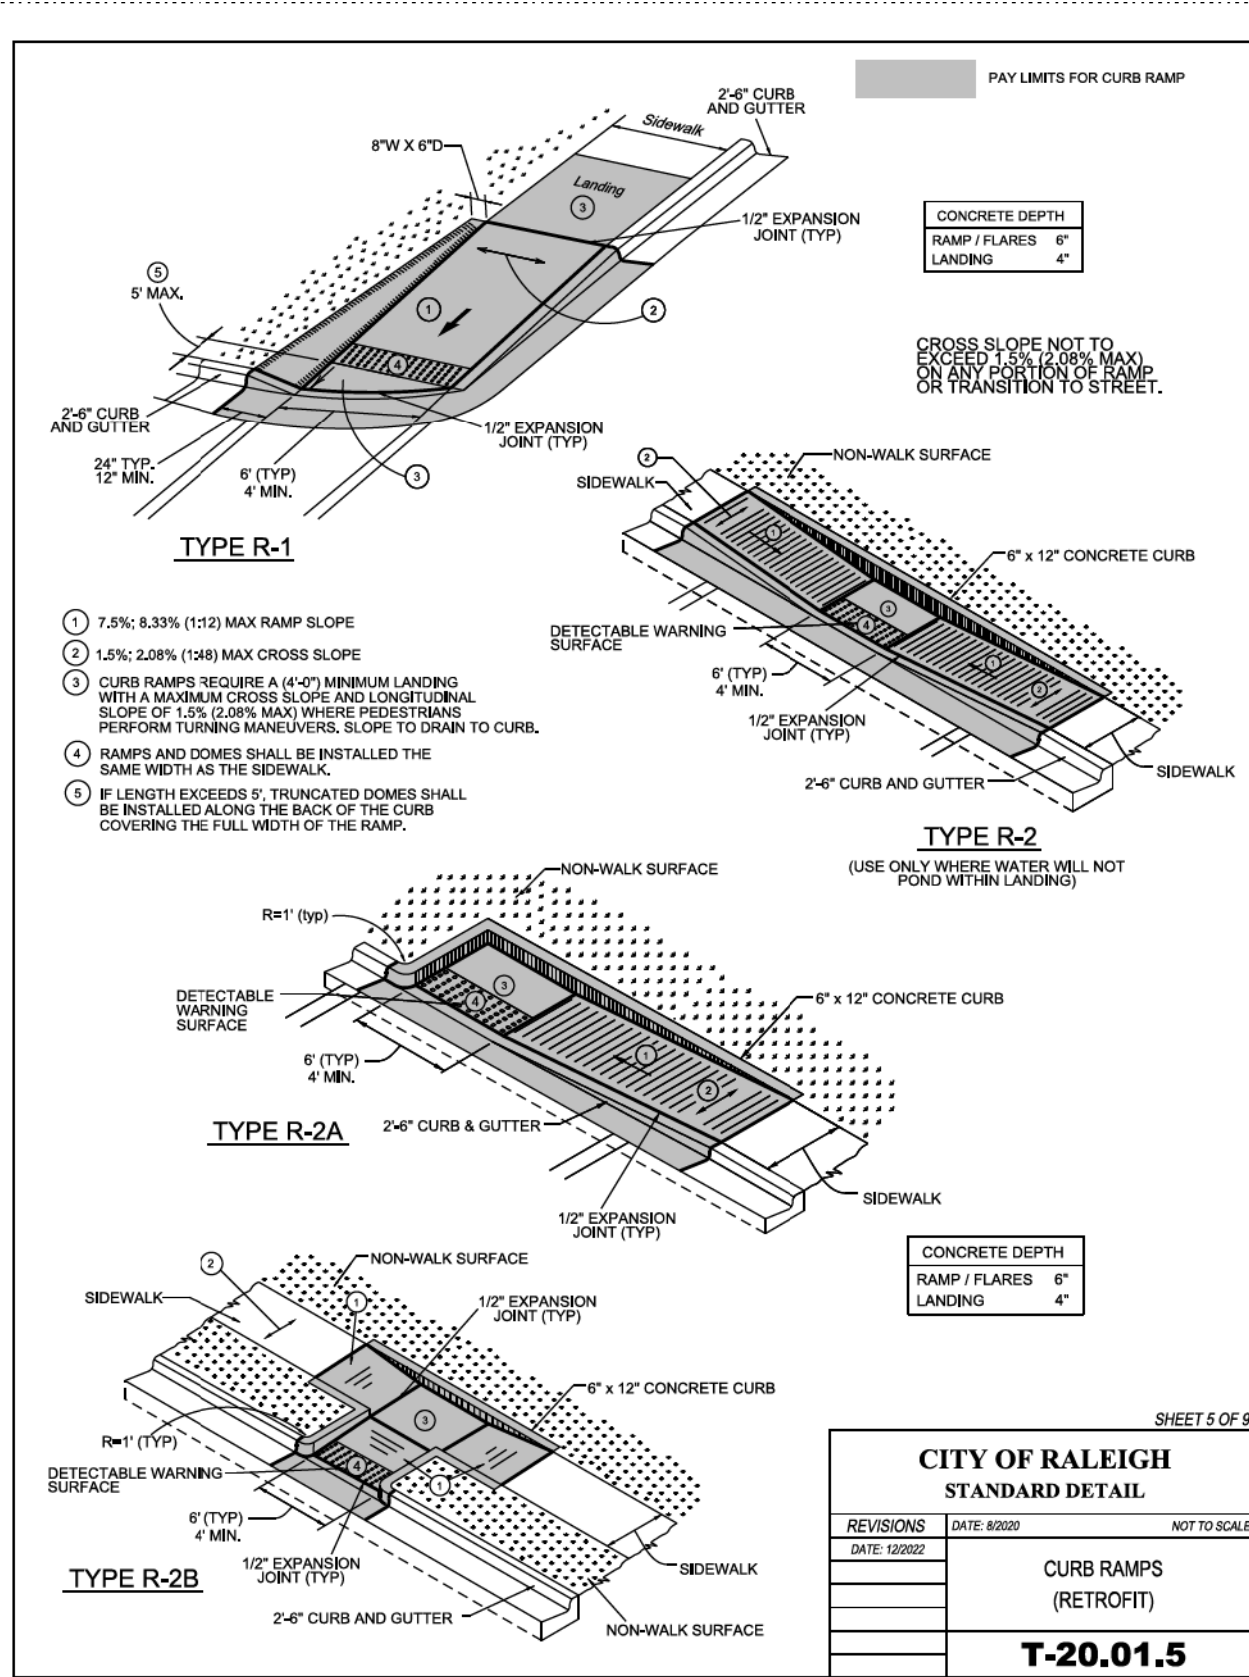 PAY LIMITS FOR CURB RAMP
2'-6" CURB
AND GUTTER
Sidewalk
8"W X 6"D
Landing
3
1/2" EXPANSION
JOINT (TYP)
CONCRETE DEPTH
RAMP / FLARES 6"
LANDING 4"
5
5' MAX.
1
2
4
CROSS SLOPE NOT TO
EXCEED 1.5% (2.08% MAX)
ON ANY PORTION OF RAMP
OR TRANSITION TO STREET.
2'-6" CURB
AND GUTTER
24" TYP.
12" MIN.
6' (TYP)
4' MIN.
1/2" EXPANSION
JOINT (TYP)
3
TYPE R-1
2
NON-WALK SURFACE
SIDEWALK
1
6" x 12" CONCRETE CURB
3
4
DETECTABLE WARNING
SURFACE
1
2
6' (TYP)
4' MIN.
1/2" EXPANSION
JOINT (TYP)
2'-6" CURB AND GUTTER
SIDEWALK
TYPE R-2
(USE ONLY WHERE WATER WILL NOT
POND WITHIN LANDING)
1 7.5%; 8.33% (1:12) MAX RAMP SLOPE
2 1.5%; 2.08% (1:48) MAX CROSS SLOPE
3 CURB RAMPS REQUIRE A (4'-0") MINIMUM LANDING
WITH A MAXIMUM CROSS SLOPE AND LONGITUDINAL
SLOPE OF 1.5% (2.08% MAX) WHERE PEDESTRIANS
PERFORM TURNING MANEUVERS. SLOPE TO DRAIN TO CURB.
4 RAMPS AND DOMES SHALL BE INSTALLED THE
SAME WIDTH AS THE SIDEWALK.
5 IF LENGTH EXCEEDS 5', TRUNCATED DOMES SHALL
BE INSTALLED ALONG THE BACK OF THE CURB
COVERING THE FULL WIDTH OF THE RAMP.
NON-WALK SURFACE
R=1' (typ)
3
4
DETECTABLE
WARNING
SURFACE
6" x 12" CONCRETE CURB
1
2
6' (TYP)
4' MIN.
2'-6" CURB & GUTTER
TYPE R-2A
SIDEWALK
1/2" EXPANSION
JOINT (TYP)
CONCRETE DEPTH
RAMP / FLARES 6"
LANDING 4"
2
NON-WALK SURFACE
SIDEWALK
1
1/2" EXPANSION
JOINT (TYP)
6" x 12" CONCRETE CURB
3
R=1' (TYP)
4
1
DETECTABLE WARNING
SURFACE
6' (TYP)
4' MIN.
1/2" EXPANSION
JOINT (TYP)
SIDEWALK
TYPE R-2B
2'-6" CURB AND GUTTER
NON-WALK SURFACE
SHEET 5 OF 9
CITY OF RALEIGH
STANDARD DETAIL
REVISIONS
DATE: 8/2020
NOT TO SCALE
DATE: 12/2022
CURB RAMPS
(RETROFIT)
T-20.01.5